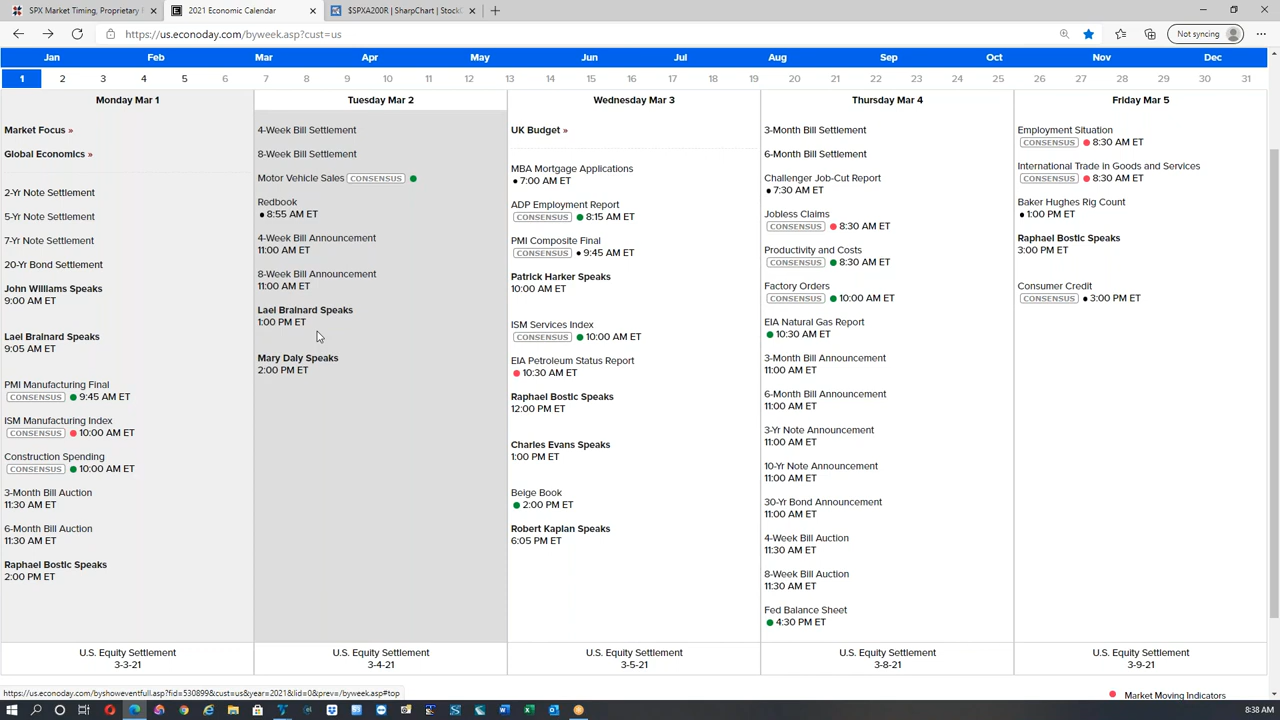 SPX Market Timing, Proprietary
2021 Economic Calendar
$SPXA200R | SharpChart | StockC
https://us.econoday.com/byweek.asp?cust=us
Not syncing
Jan Feb Mar Apr May Jun Jul Aug Sep Oct Nov Dec
1 2 3 4 5 6 7 8 9 10 11 12 13 14 15 16 17 18 19 20 21 22 23 24 25 26 27 28 29 30 31
Monday Mar 1
Market Focus »
Global Economics »
2-Yr Note Settlement
5-Yr Note Settlement
7-Yr Note Settlement
20-Yr Bond Settlement
John Williams Speaks
9:00 AM ET
Lael Brainard Speaks
9:05 AM ET
PMI Manufacturing Final
CONSENSUS 9:45 AM ET
ISM Manufacturing Index
CONSENSUS 10:00 AM ET
Construction Spending
CONSENSUS 10:00 AM ET
3-Month Bill Auction
11:30 AM ET
6-Month Bill Auction
11:30 AM ET
Raphael Bostic Speaks
2:00 PM ET
U.S. Equity Settlement
3-3-21
Tuesday Mar 2
4-Week Bill Settlement
8-Week Bill Settlement
Motor Vehicle Sales CONSENSUS
Redbook
8:55 AM ET
4-Week Bill Announcement
11:00 AM ET
8-Week Bill Announcement
11:00 AM ET
Lael Brainard Speaks
1:00 PM ET
Mary Daly Speaks
2:00 PM ET
U.S. Equity Settlement
3-4-21
Wednesday Mar 3
UK Budget »
MBA Mortgage Applications
7:00 AM ET
ADP Employment Report
CONSENSUS 8:15 AM ET
PMI Composite Final
CONSENSUS 9:45 AM ET
Patrick Harker Speaks
10:00 AM ET
ISM Services Index
CONSENSUS 10:00 AM ET
EIA Petroleum Status Report
10:30 AM ET
Raphael Bostic Speaks
12:00 PM ET
Charles Evans Speaks
1:00 PM ET
Beige Book
2:00 PM ET
Robert Kaplan Speaks
6:05 PM ET
U.S. Equity Settlement
3-5-21
Thursday Mar 4
3-Month Bill Settlement
6-Month Bill Settlement
Challenger Job-Cut Report
7:30 AM ET
Jobless Claims
CONSENSUS 8:30 AM ET
Productivity and Costs
CONSENSUS 8:30 AM ET
Factory Orders
CONSENSUS 10:00 AM ET
EIA Natural Gas Report
10:30 AM ET
3-Month Bill Announcement
11:00 AM ET
6-Month Bill Announcement
11:00 AM ET
3-Yr Note Announcement
11:00 AM ET
10-Yr Note Announcement
11:00 AM ET
30-Yr Bond Announcement
11:00 AM ET
4-Week Bill Auction
11:30 AM ET
8-Week Bill Auction
11:30 AM ET
Fed Balance Sheet
4:30 PM ET
U.S. Equity Settlement
3-8-21
Friday Mar 5
Employment Situation
CONSENSUS 8:30 AM ET
International Trade in Goods and Services
CONSENSUS 8:30 AM ET
Baker Hughes Rig Count
1:00 PM ET
Raphael Bostic Speaks
3:00 PM ET
Consumer Credit
CONSENSUS 3:00 PM ET
U.S. Equity Settlement
3-9-21
https://us.econoday.com/byshoweventfull.asp?fid=530899&cust=us&year=2021&lid=0&prev=/byweek.asp#top
Market Moving Indicators
8:38 AM